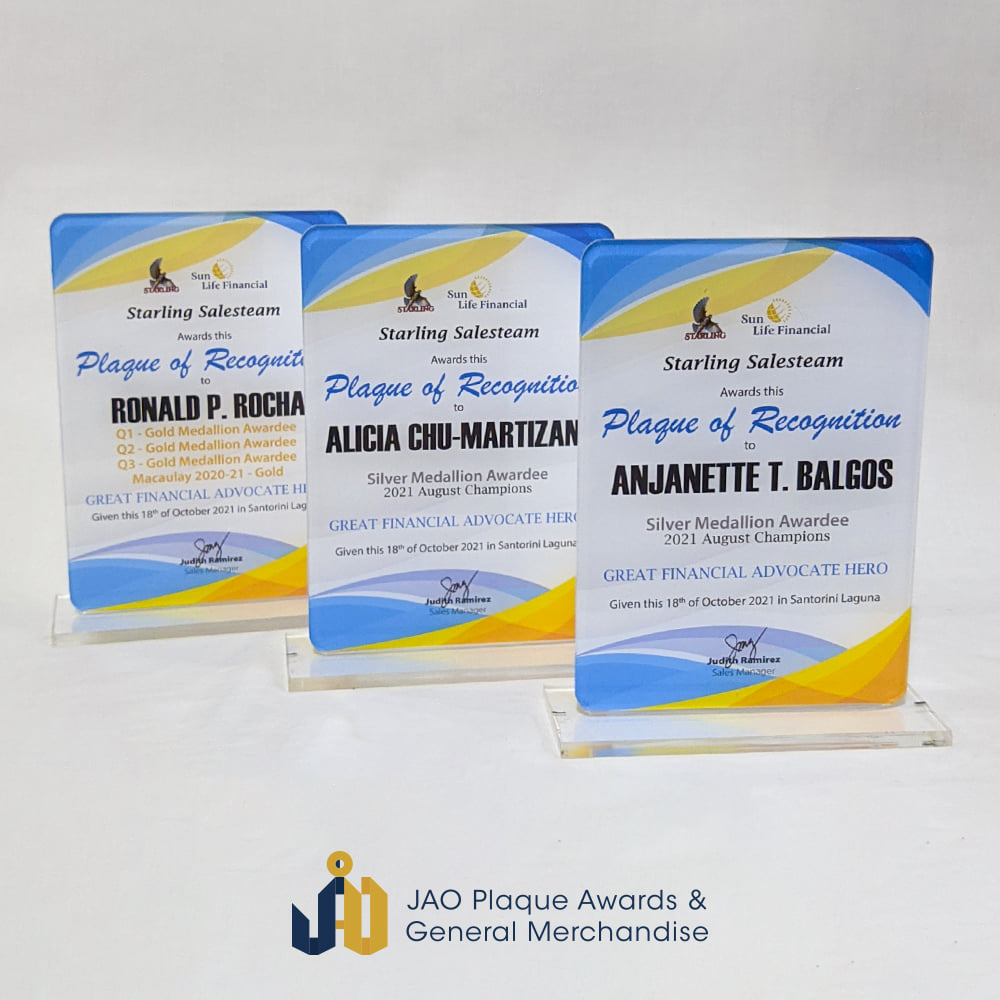 STARLING
Sun
Life Financial
Starling Salesteam
Awards this
Plaque of Recogniti
to
RONALD P. ROCHA
Q1 - Gold Medallion Awardee
Q2 - Gold Medallion Awardee
Q3 - Gold Medallion Awardee
Macaulay 2020-21 - Gold
GREAT FINANCIAL ADVOCATE HE
Given this 18th of October 2021 in Santorini Lag
Judith Ramirez
Sales Manager
STARLING
Sun
Life Financial
Starling Salesteam
Awards this
Plaque of Recognitio
to
ALICIA CHU-MARTIZAN
Silver Medallion Awardee
2021 August Champions
GREAT FINANCIAL ADVOCATE HERO
Given this 18th of October 2021 in Santorini Laguna
Judith Ramirez
Sales Manager
STARLING
Sun
Life Financial
Starling Salesteam
Awards this
Plaque of Recognition
to
ANJANETTE T. BALGOS
Silver Medallion Awardee
2021 August Champions
GREAT FINANCIAL ADVOCATE HERO
Given this 18th of October 2021 in Santorini Laguna
Judith Ramirez
Sales Manager
JAO Plaque Awards &
General Merchandise